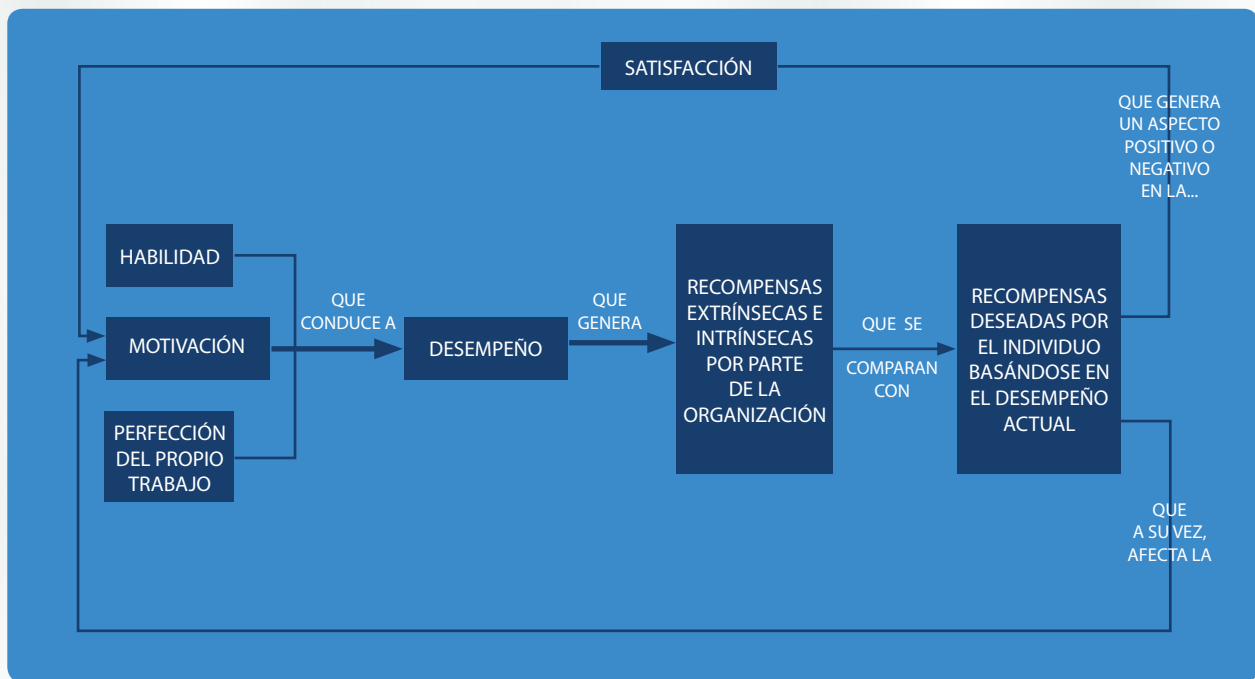 SATISFACCIÓN
QUE GENERA
UN ASPECTO
POSITIVO O
NEGATIVO
EN LA...
HABILIDAD
MOTIVACIÓN
PERFECCIÓN
DEL PROPIO
TRABAJO
QUE
CONDUCE A
DESEMPEÑO
QUE
GENERA
RECOMPENSAS
EXTRÍNSECAS E
INTRÍNSECAS
POR PARTE
DE LA
ORGANIZACIÓN
QUE SE
COMPARAN
CON
RECOMPENSAS
DESEADAS POR
EL INDIVIDUO
BASÁNDOSE EN
EL DESEMPEÑO
ACTUAL
QUE
A SU VEZ,
AFECTA LA